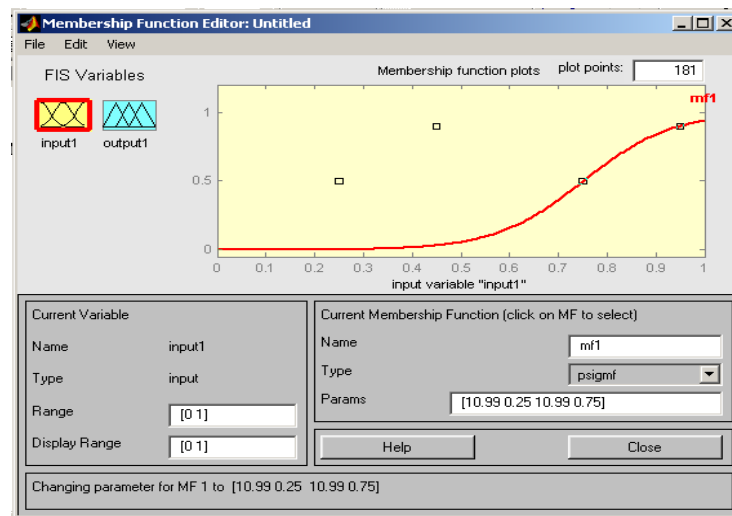 Membership Function Editor: Untitled
File Edit View
FIS Variables
Membership function plots plot points: 181
mf1
1
input1 output1
0.5
0
0 0.1 0.2 0.3 0.4 0.5 0.6 0.7 0.8 0.9 1
input variable "input1"
Current Variable
Name input1
Type input
Range [0 1]
Display Range [0 1]
Current Membership Function (click on MF to select)
Name mf1
Type psigmf
Params [10.99 0.25 10.99 0.75]
Help Close
Changing parameter for MF 1 to [10.99 0.25 10.99 0.75]